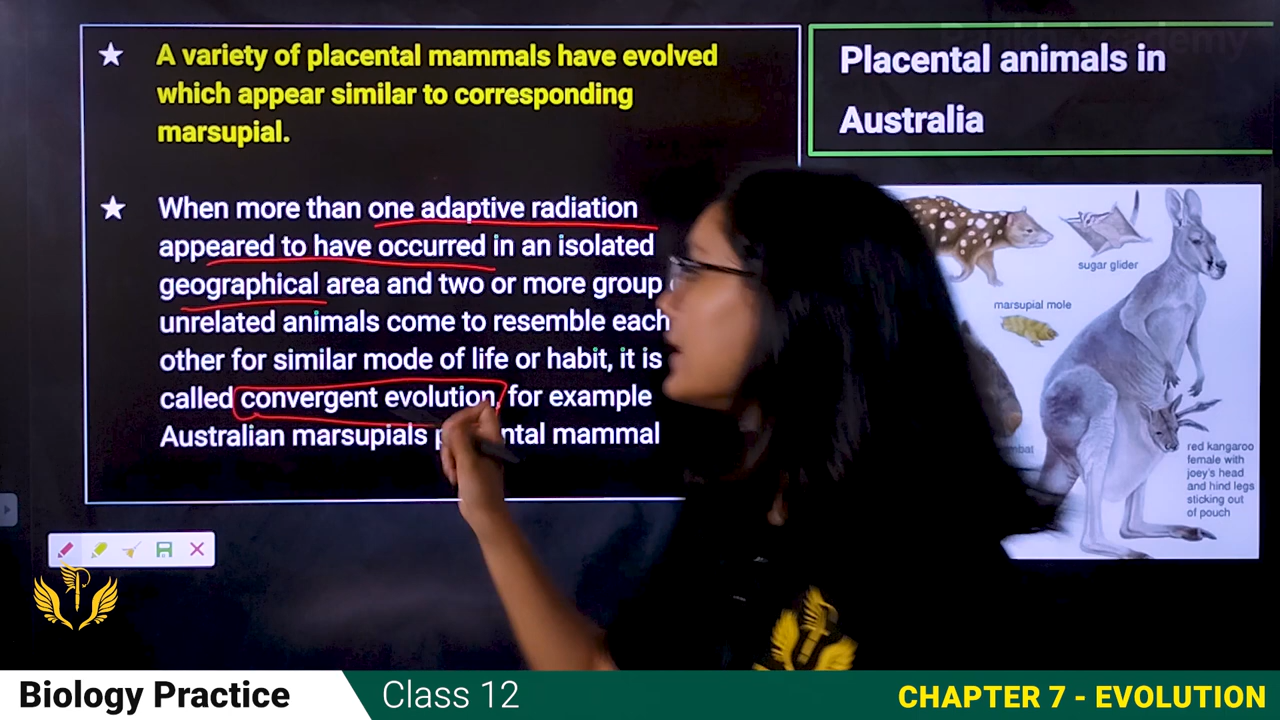 A variety of placental mammals have evolved
which appear similar to corresponding
marsupial.
When more than one adaptive radiation
appeared to have occurred in an isolated
geographical area and two or more group
unrelated animals come to resemble each
other for similar mode of life or habit, it is
called convergent evolution, for example
Australian marsupials mammal
Placental animals in
Australia
sugar glider
marsupial mole
red kangaroo
female with
joey's head
and hind legs
sticking out
of pouch
Biology Practice
Class 12
CHAPTER 7 - EVOLUTION